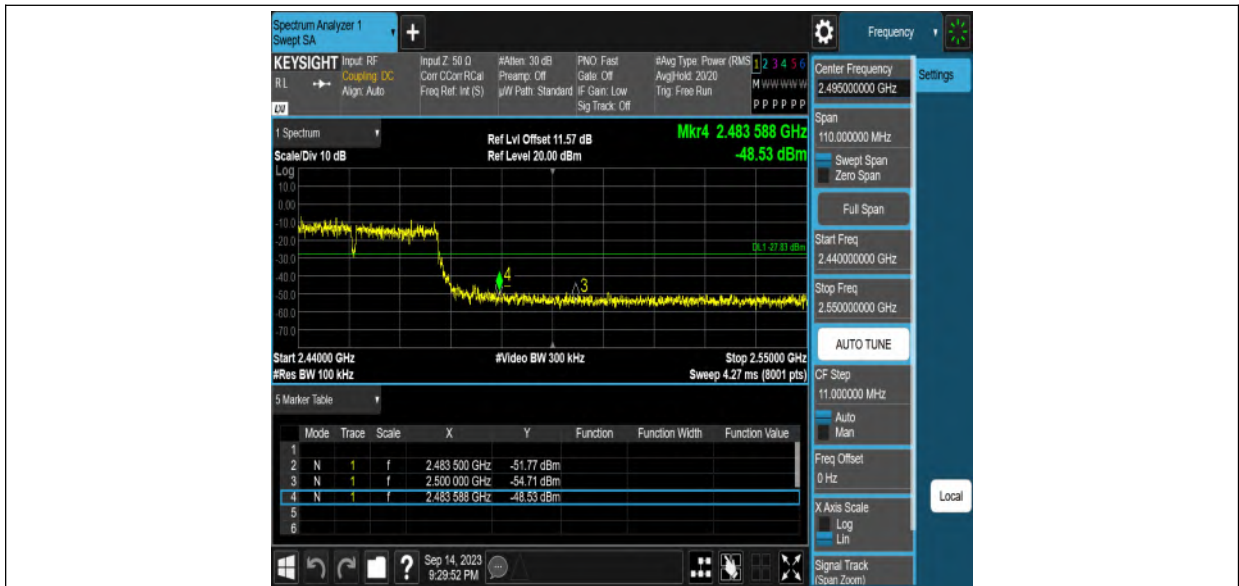 Spectrum Analyzer 1
Swept SA
+
Frequency
KEYSIGHT
RL
LXI
Input: RF
Coupling: DC
Align: Auto
Input Z: 50 Ω
Corr CCorr RCal
Freq Ref: Int (S)
#Atten: 30 dB
Preamp: Off
µW Path: Standard
PNO: Fast
Gate: Off
IF Gain: Low
Sig Track: Off
#Avg Type: Power (RMS
Avg|Hold: 20/20
Trig: Free Run
1 2 3 4 5 6
M W W W W W
P P P P P P
1 Spectrum
Scale/Div 10 dB
Ref Lvl Offset 11.57 dB
Ref Level 20.00 dBm
Mkr4 2.483 588 GHz
-48.53 dBm
Log
10.0
0.00
-10.0
-20.0
-30.0
-40.0
-50.0
-60.0
-70.0
DL1 -27.83 dBm
4
3
Start 2.44000 GHz
#Res BW 100 kHz
#Video BW 300 kHz
Stop 2.55000 GHz
Sweep 4.27 ms (8001 pts)
5 Marker Table
Mode Trace Scale X Y Function Function Width Function Value
1
2 N 1 f 2.483 500 GHz -51.77 dBm
3 N 1 f 2.500 000 GHz -54.71 dBm
4 N 1 f 2.483 588 GHz -48.53 dBm
5
6
?
Sep 14, 2023
9:29:52 PM
Center Frequency
2.495000000 GHz
Settings
Span
110.000000 MHz
Swept Span
Zero Span
Full Span
Start Freq
2.440000000 GHz
Stop Freq
2.550000000 GHz
AUTO TUNE
CF Step
11.000000 MHz
Auto
Man
Freq Offset
0 Hz
Local
X Axis Scale
Log
Lin
Signal Track
(Span Zoom)